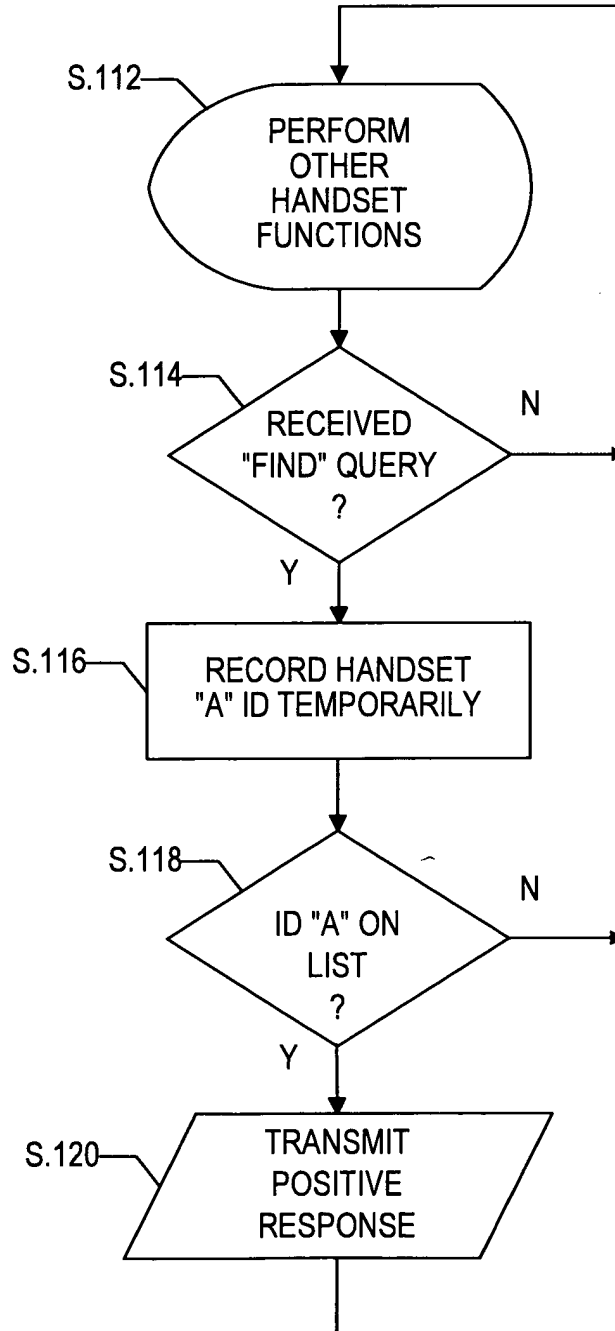 S.112
PERFORM
OTHER
HANDSET
FUNCTIONS
S.114
RECEIVED
"FIND" QUERY
?
N
Y
S.116
RECORD HANDSET
"A" ID TEMPORARILY
S.118
ID "A" ON
LIST
?
N
Y
S.120
TRANSMIT
POSITIVE
RESPONSE